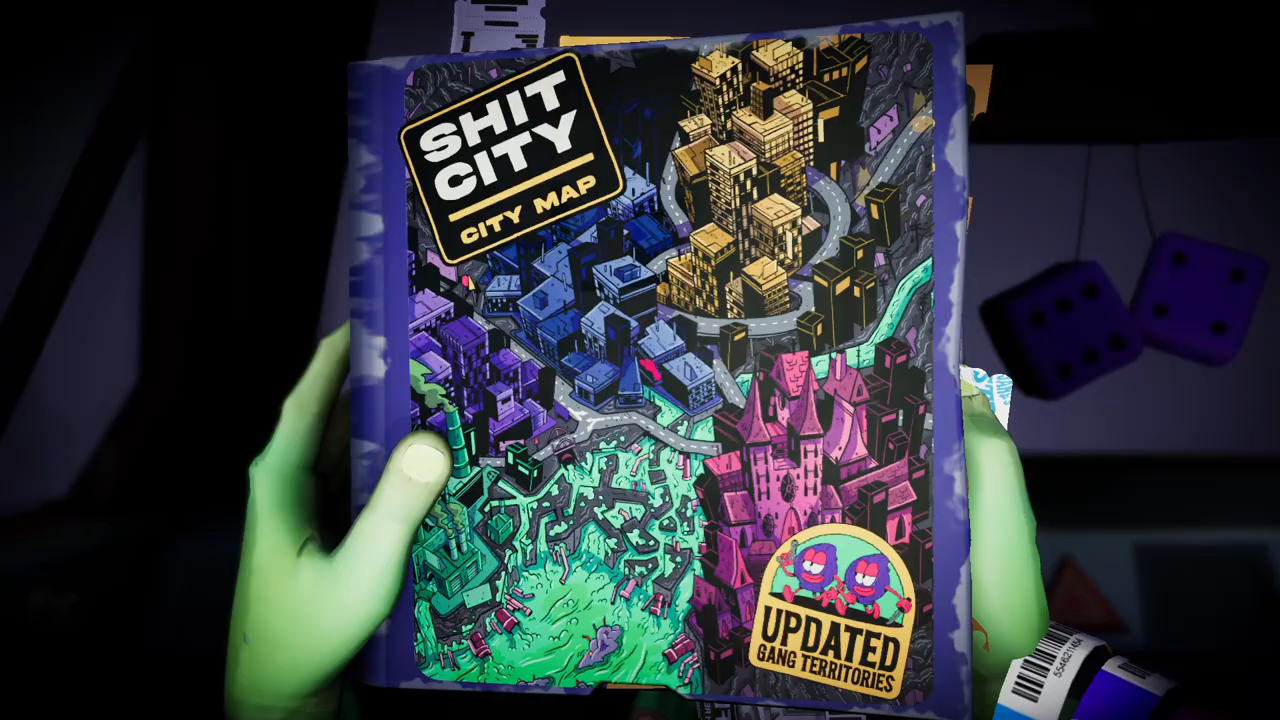 SHIT
CITY
CITY MAP
UPDATED
GANG TERRITORIES